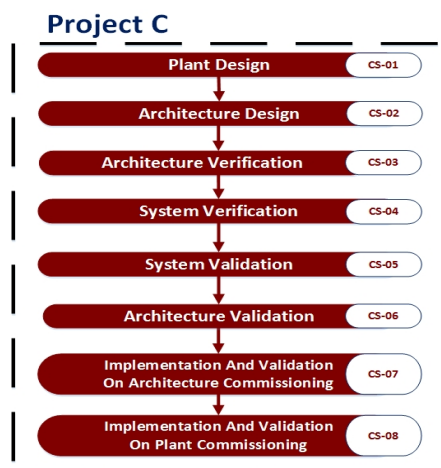 Project C
Plant Design CS-01
Architecture Design CS-02
Architecture Verification CS-03
System Verification CS-04
System Validation CS-05
Architecture Validation CS-06
Implementation And Validation
On Architecture Commissioning CS-07
Implementation And Validation
On Plant Commissioning CS-08